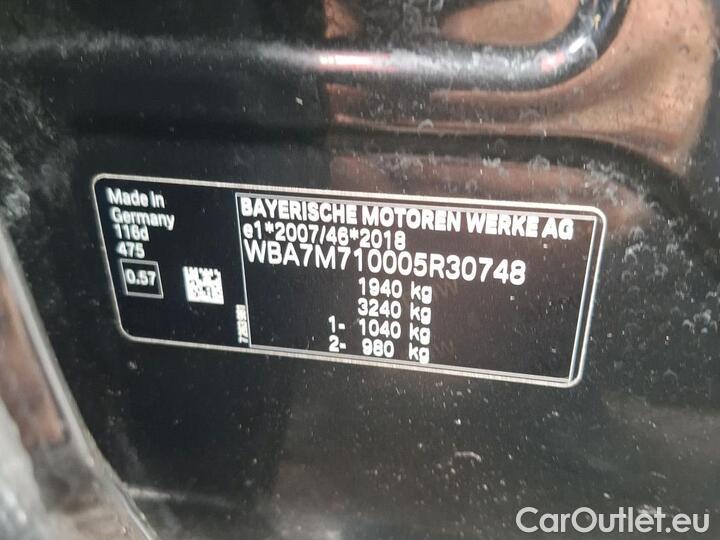 Made in
Germany
116d
475
0.57
BAYERISCHE MOTOREN WERKE AG
e1*2007/46*2018
WBA7M710005R30748
1940 kg
3240 kg
1- 1040 kg
2- 980 kg
CarOutlet.eu